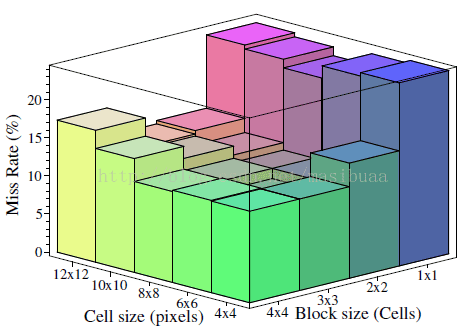 Miss Rate (%)
20
15
10
5
0
12x12
10x10
8x8
6x6
4x4
Cell size (pixels)
4x4
3x3
2x2
1x1
Block size (Cells)